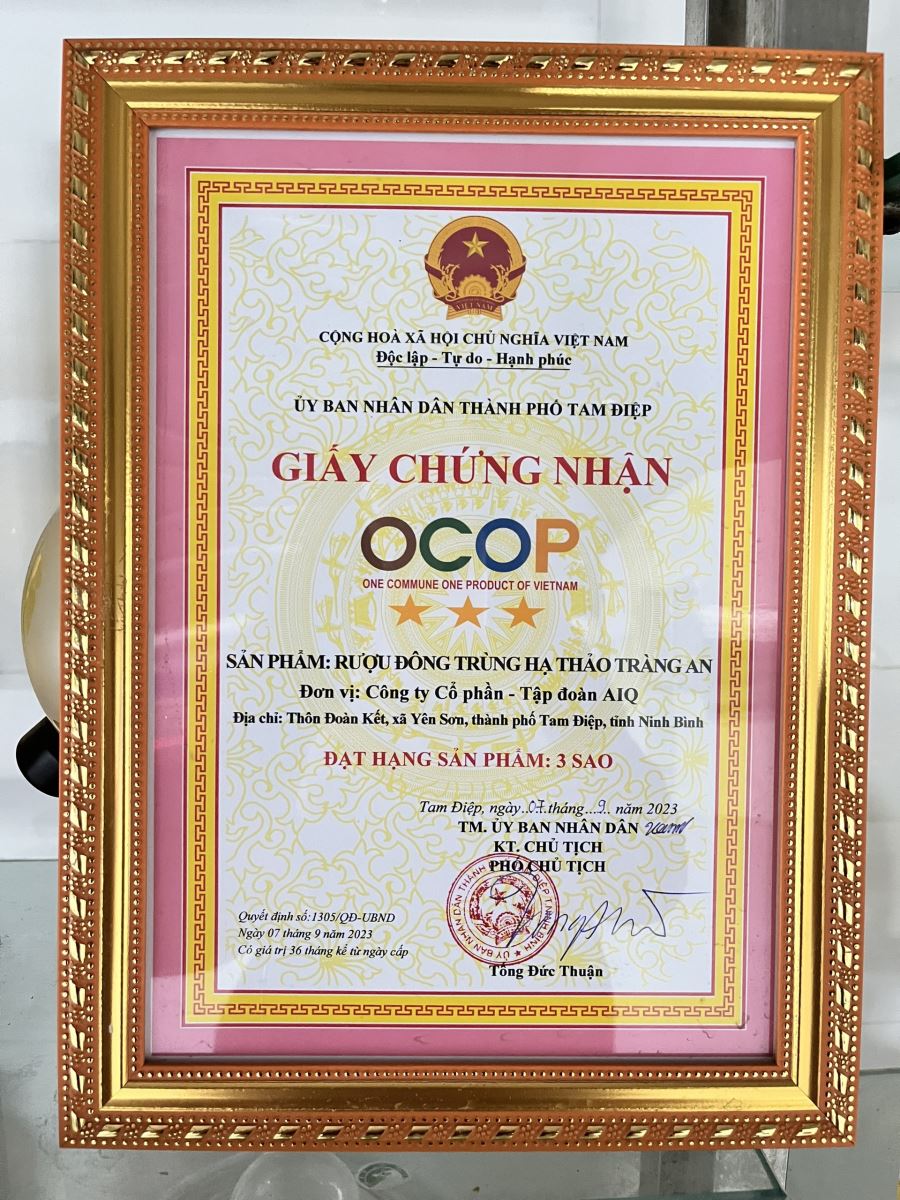 VIỆT NAM
CỘNG HOÀ XÃ HỘI CHỦ NGHĨA VIỆT NAM
Độc lập - Tự do - Hạnh phúc
ỦY BAN NHÂN DÂN THÀNH PHỐ TAM ĐIỆP
GIẤY CHỨNG NHẬN
OCOP
ONE COMMUNE ONE PRODUCT OF VIETNAM
SẢN PHẨM: RƯỢU ĐÔNG TRÙNG HẠ THẢO TRÀNG AN
Đơn vị: Công ty Cổ phần - Tập đoàn AIQ
Địa chỉ: Thôn Đoàn Kết, xã Yên Sơn, thành phố Tam Điệp, tỉnh Ninh Bình
ĐẠT HẠNG SẢN PHẨM: 3 SAO
Tam Điệp, ngày..07.tháng...9.. năm 2023
TM. ỦY BAN NHÂN DÂN
KT. CHỦ TỊCH
PHÓ CHỦ TỊCH
Quyết định số:1305/QĐ-UBND
Ngày 07 tháng 9 năm 2023
Có giá trị 36 tháng kể từ ngày cấp
Tống Đức Thuận